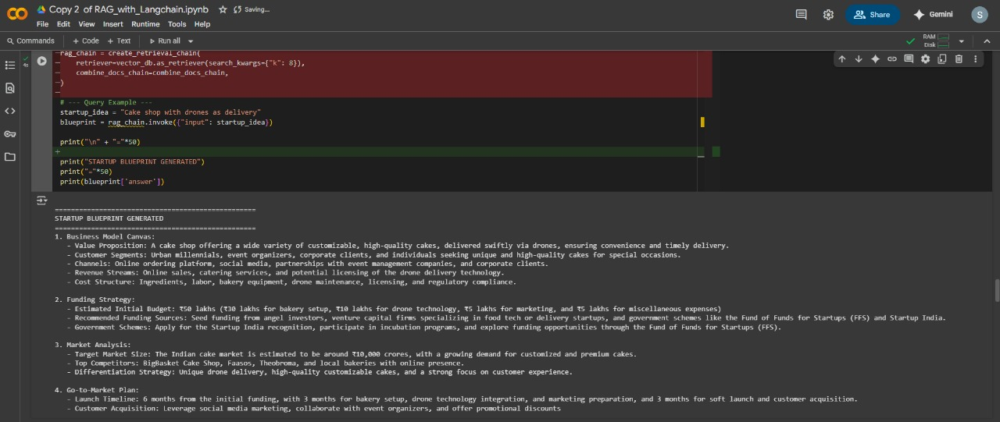 Copy 2 of RAG_with_Langchain.ipynb Saving...
File Edit View Insert Runtime Tools Help
Share Gemini S
Commands + Code + Text Run all
RAM
Disk
4s
rag_chain = create_retrieval_chain(
retriever=vector_db.as_retriever(search_kwargs={"k": 8}),
combine_docs_chain=combine_docs_chain,
)
# --- Query Example ---
startup_idea = "Cake shop with drones as delivery"
blueprint = rag_chain.invoke({"input": startup_idea})
print("\n" + "="*50)
+
print("STARTUP BLUEPRINT GENERATED")
print("="*50)
print(blueprint['answer'])
==================================================
STARTUP BLUEPRINT GENERATED
==================================================
1. Business Model Canvas:
- Value Proposition: A cake shop offering a wide variety of customizable, high-quality cakes, delivered swiftly via drones, ensuring convenience and timely delivery.
- Customer Segments: Urban millennials, event organizers, corporate clients, and individuals seeking unique and high-quality cakes for special occasions.
- Channels: Online ordering platform, social media, partnerships with event management companies, and corporate clients.
- Revenue Streams: Online sales, catering services, and potential licensing of the drone delivery technology.
- Cost Structure: Ingredients, labor, bakery equipment, drone maintenance, licensing, and regulatory compliance.
2. Funding Strategy:
- Estimated Initial Budget: ₹50 lakhs (₹30 lakhs for bakery setup, ₹10 lakhs for drone technology, ₹5 lakhs for marketing, and ₹5 lakhs for miscellaneous expenses)
- Recommended Funding Sources: Seed funding from angel investors, venture capital firms specializing in food tech or delivery startups, and government schemes like the Fund of Funds for Startups (FFS) and Startup India.
- Government Schemes: Apply for the Startup India recognition, participate in incubation programs, and explore funding opportunities through the Fund of Funds for Startups (FFS).
3. Market Analysis:
- Target Market Size: The Indian cake market is estimated to be around ₹10,000 crores, with a growing demand for customized and premium cakes.
- Top Competitors: BigBasket Cake Shop, Faasos, Theobroma, and local bakeries with online presence.
- Differentiation Strategy: Unique drone delivery, high-quality customizable cakes, and a strong focus on customer experience.
4. Go-to-Market Plan:
- Launch Timeline: 6 months from the initial funding, with 3 months for bakery setup, drone technology integration, and marketing preparation, and 3 months for soft launch and customer acquisition.
- Customer Acquisition: Leverage social media marketing, collaborate with event organizers, and offer promotional discounts